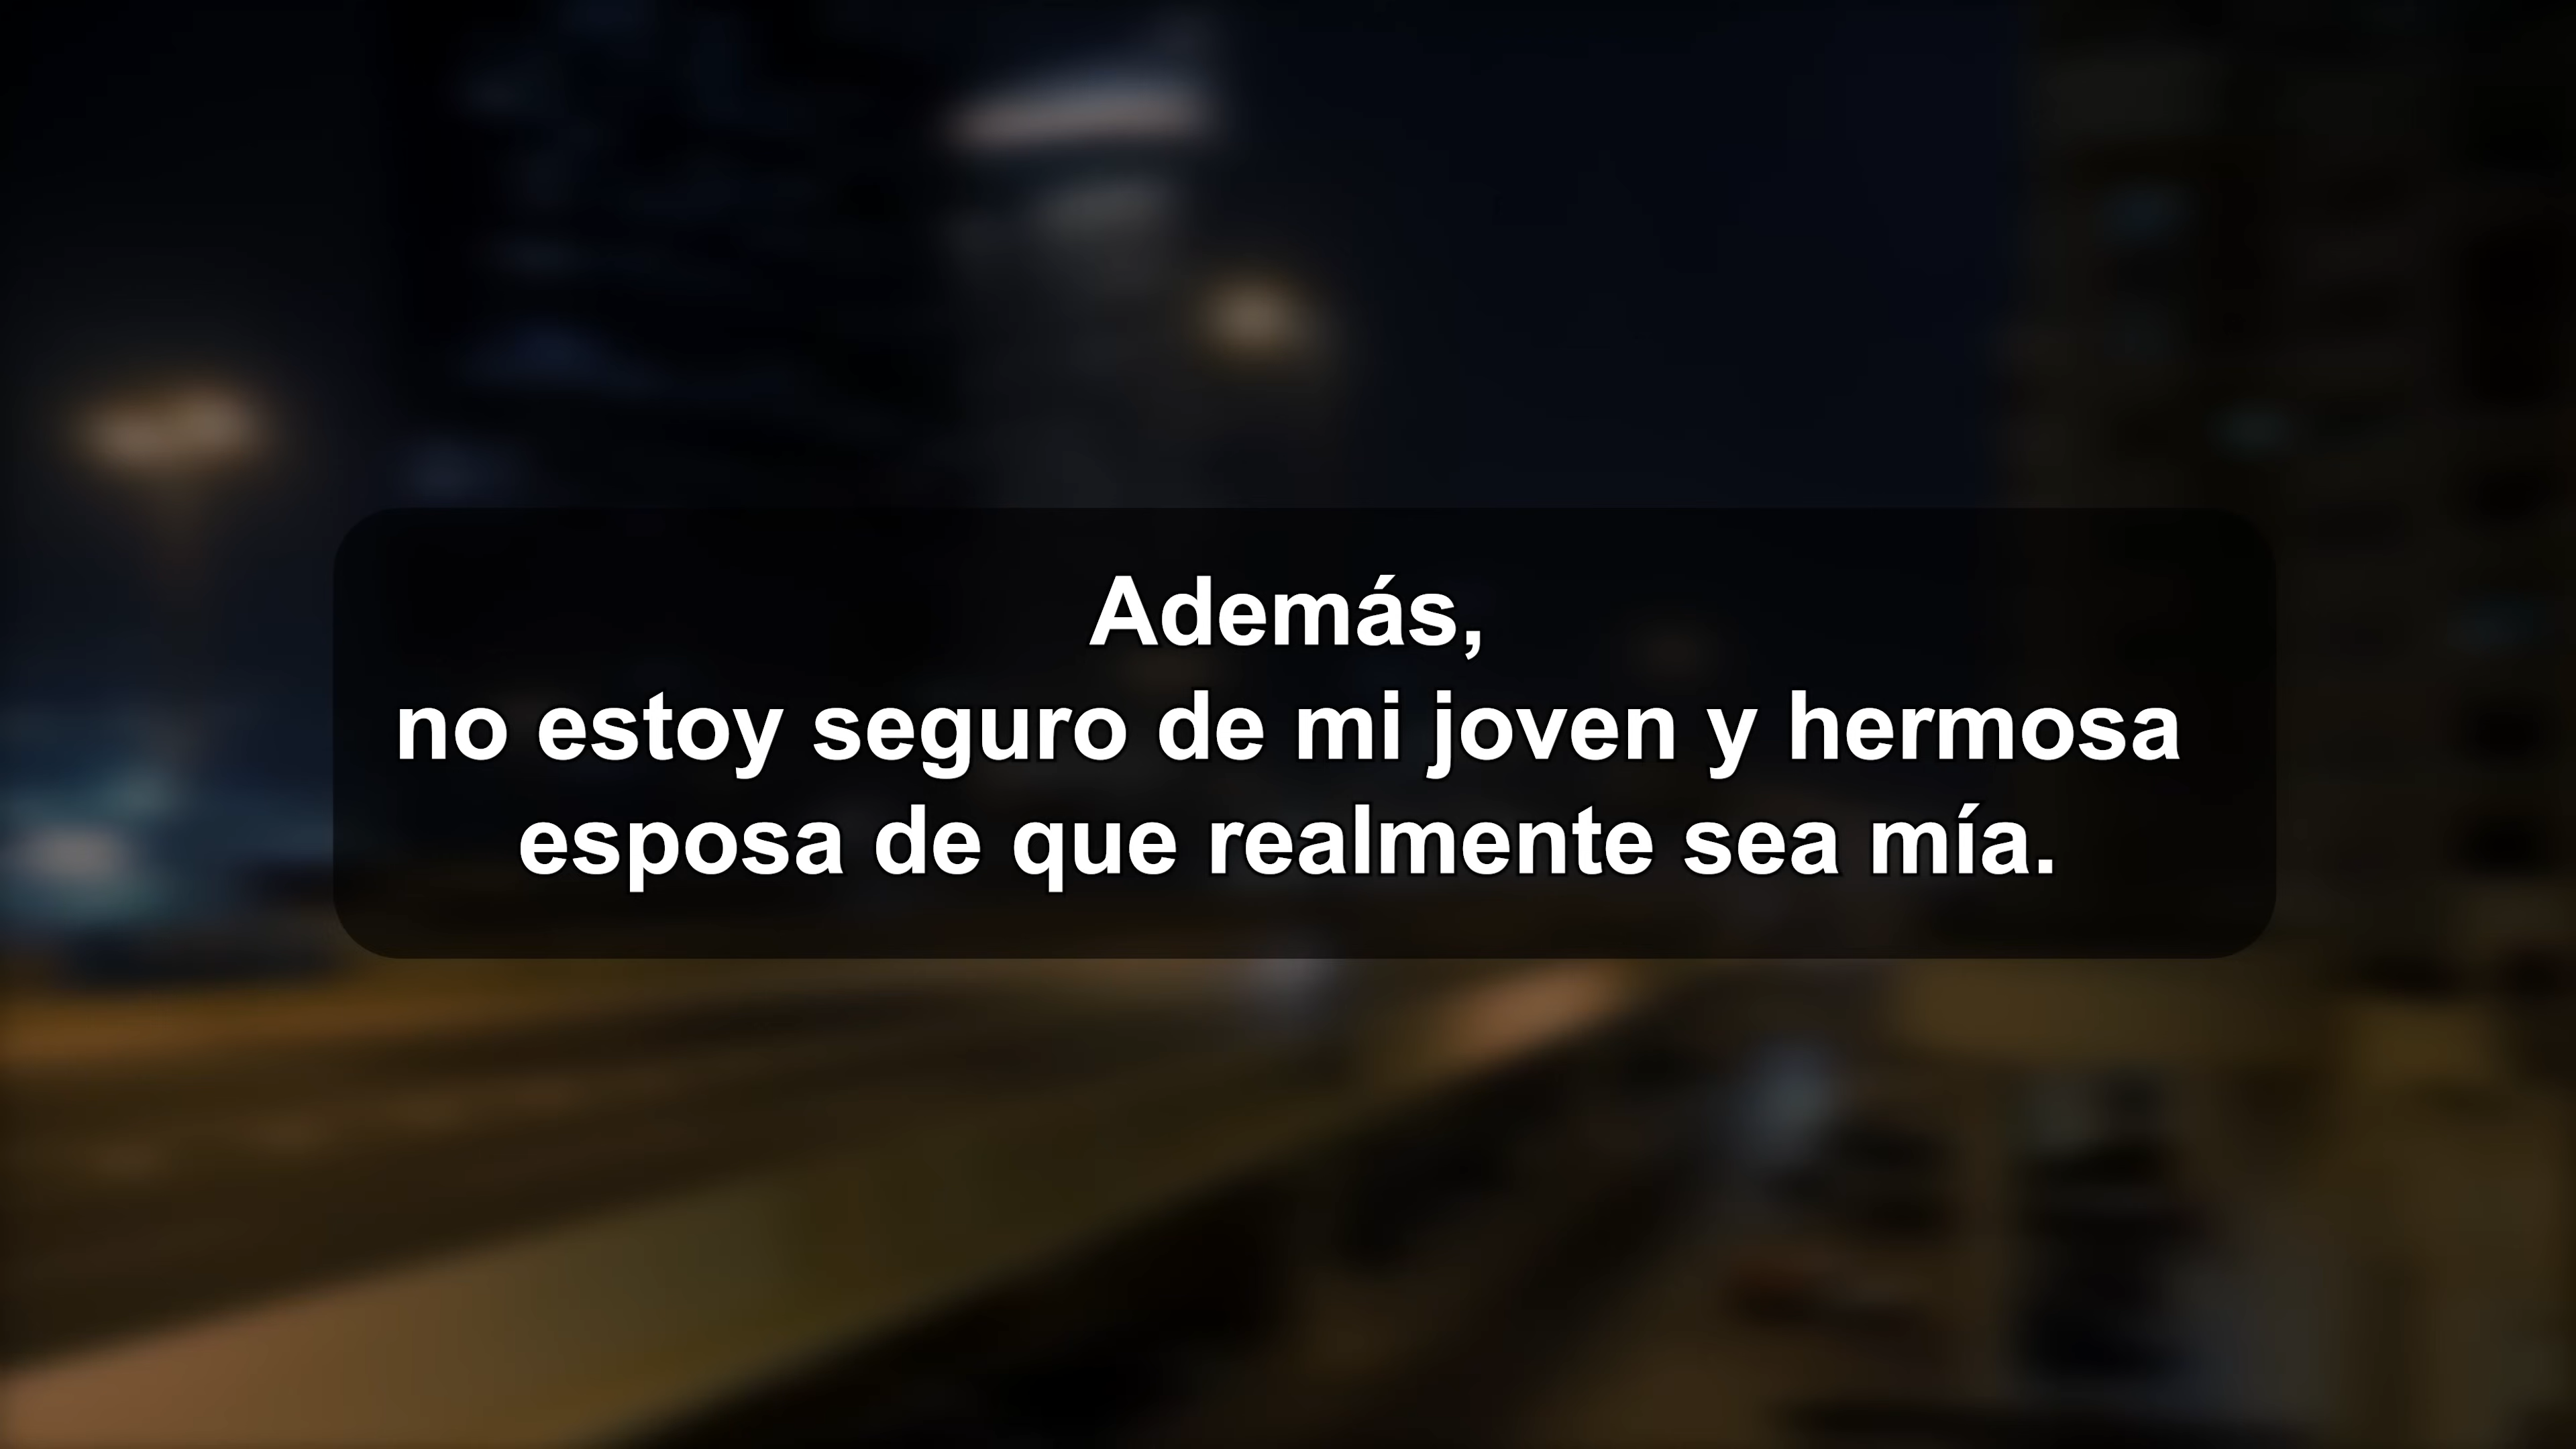 Además,
no estoy seguro de mi joven y hermosa
esposa de que realmente sea mía.